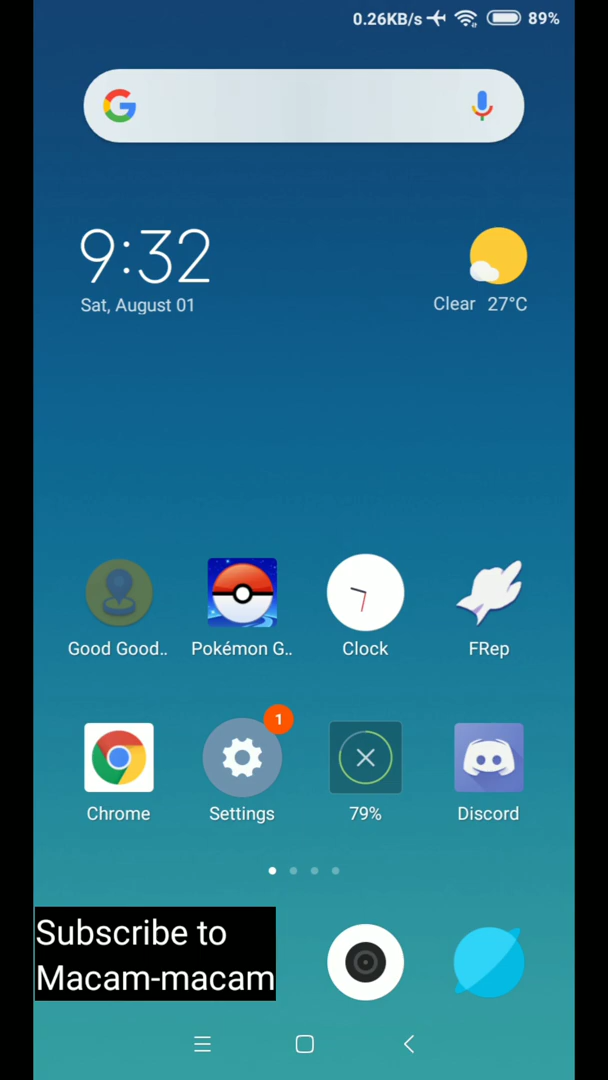 0.26KB/s 89%
9:32
Sat, August 01
Clear 27°C
Good Good..
Pokémon G..
Clock
FRep
1
Chrome
Settings
79%
Discord
Subscribe to
Macam-macam